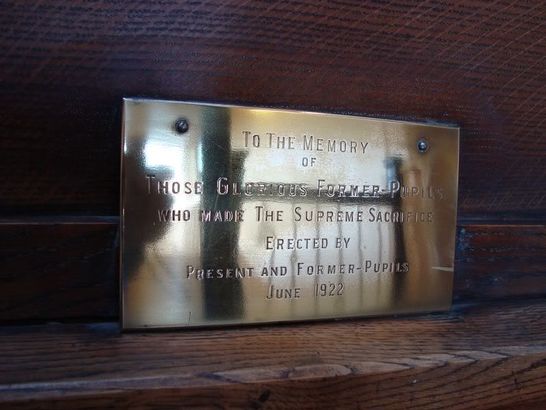 To The Memory
of
Those Glorious Former-Pupils
who made The Supreme Sacrifice
Erected by
Present and Former-Pupils
June 1922